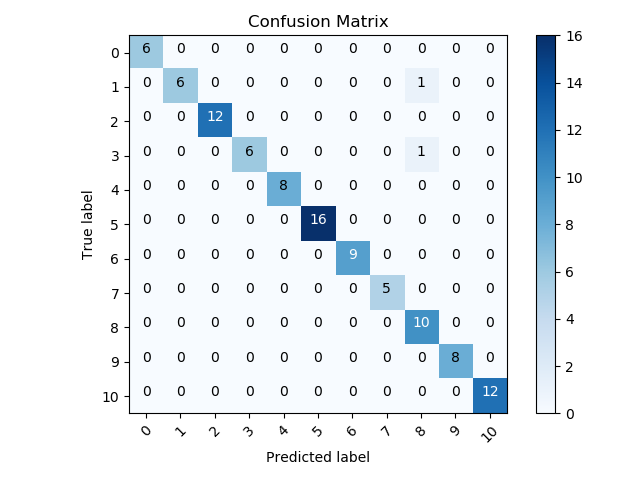 Confusion Matrix
0 6 0 0 0 0 0 0 0 0 0 0
1 0 6 0 0 0 0 0 0 1 0 0
2 0 0 12 0 0 0 0 0 0 0 0
3 0 0 0 6 0 0 0 0 1 0 0
4 0 0 0 0 8 0 0 0 0 0 0
5 0 0 0 0 0 16 0 0 0 0 0
6 0 0 0 0 0 0 9 0 0 0 0
7 0 0 0 0 0 0 0 5 0 0 0
8 0 0 0 0 0 0 0 0 10 0 0
9 0 0 0 0 0 0 0 0 0 8 0
10 0 0 0 0 0 0 0 0 0 0 12
0 1 2 3 4 5 6 7 8 9 10
Predicted label
True label
16
14
12
10
8
6
4
2
0